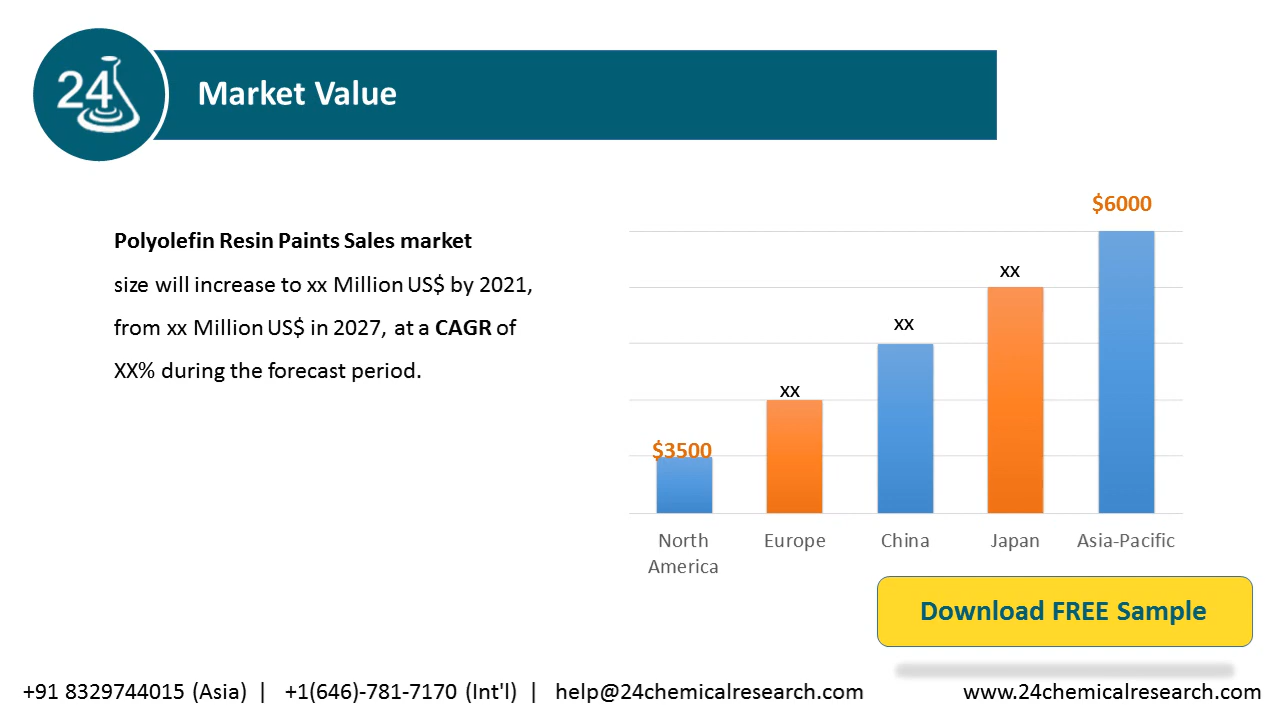 24
Market Value
Polyolefin Resin Paints Sales market
size will increase to xx Million US$ by 2021,
from xx Million US$ in 2027, at a CAGR of
XX% during the forecast period.
$6000
xx
xx
xx
$3500
North
America
Europe
China
Japan
Asia-Pacific
Download FREE Sample
+91 8329744015 (Asia) | +1(646)-781-7170 (Int'l) | help@24chemicalresearch.com
www.24chemicalresearch.com